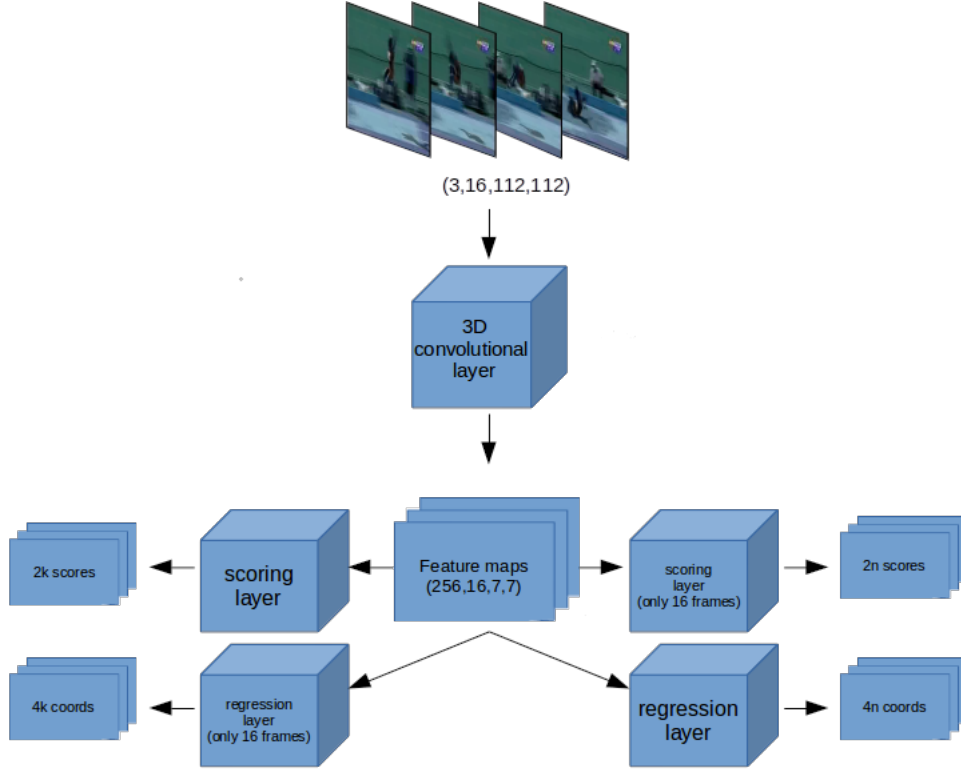 (3,16,112,112)
3D
convolutional
layer
2k scores
scoring
layer
Feature maps
(256,16,7,7)
scoring
layer
(only 16 frames)
2n scores
4k coords
regression
layer
(only 16 frames)
regression
layer
4n coords